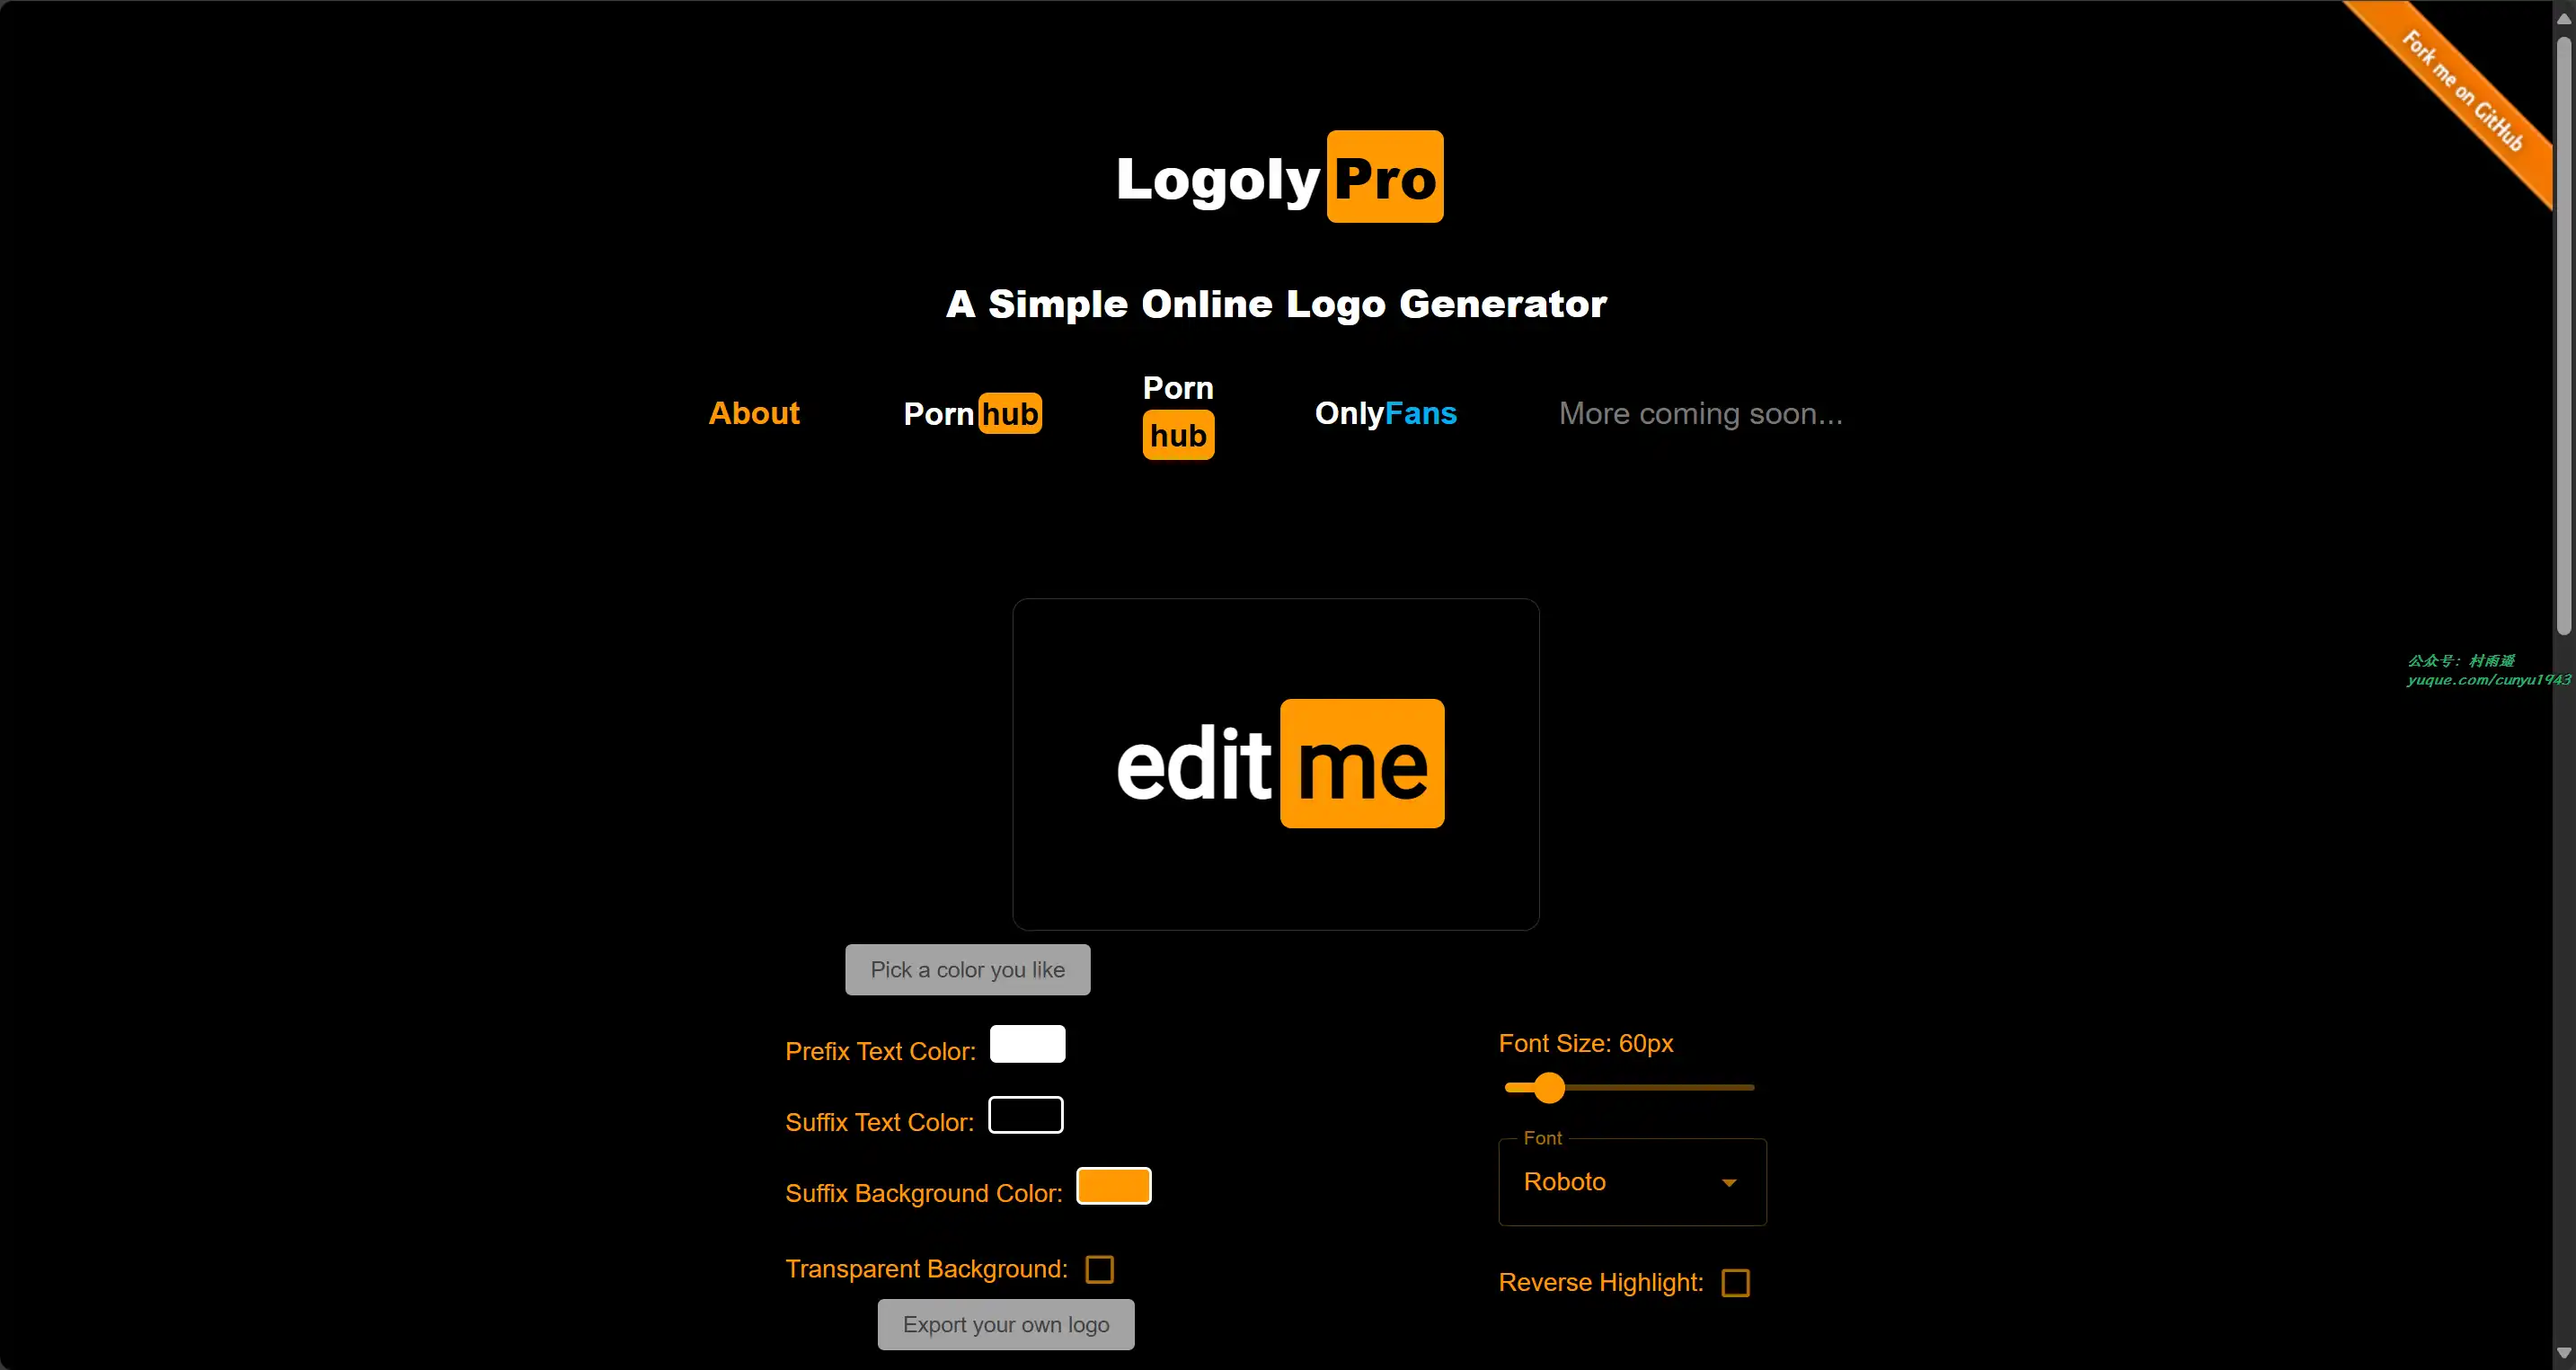 Fork me on GitHub
Logoly Pro
A Simple Online Logo Generator
About
Porn hub
Porn
hub
OnlyFans
More coming soon...
edit me
公众号：村雨遥
yuque.com/cunyu1943
Pick a color you like
Prefix Text Color:
Suffix Text Color:
Suffix Background Color:
Transparent Background:
Export your own logo
Font Size: 60px
Font
Roboto
Reverse Highlight: